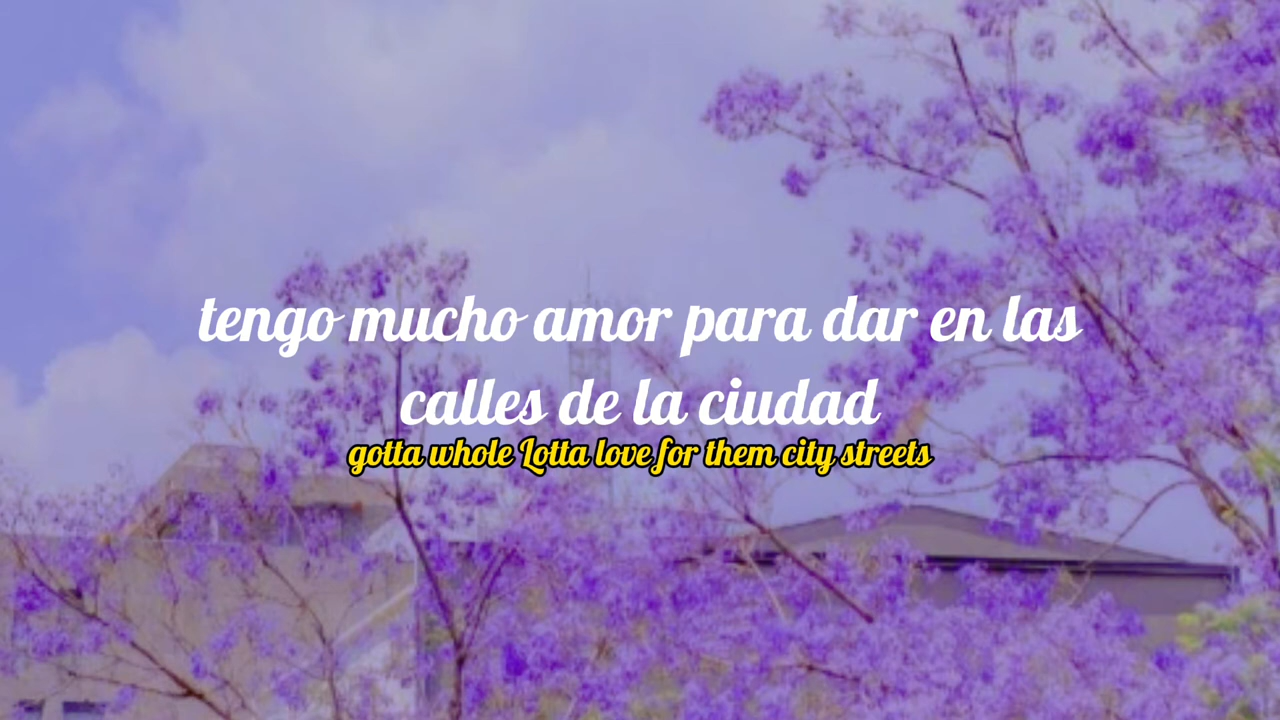 tengo mucho amor para dar en las
calles de la ciudad
gotta whole Lotta love for them city streets